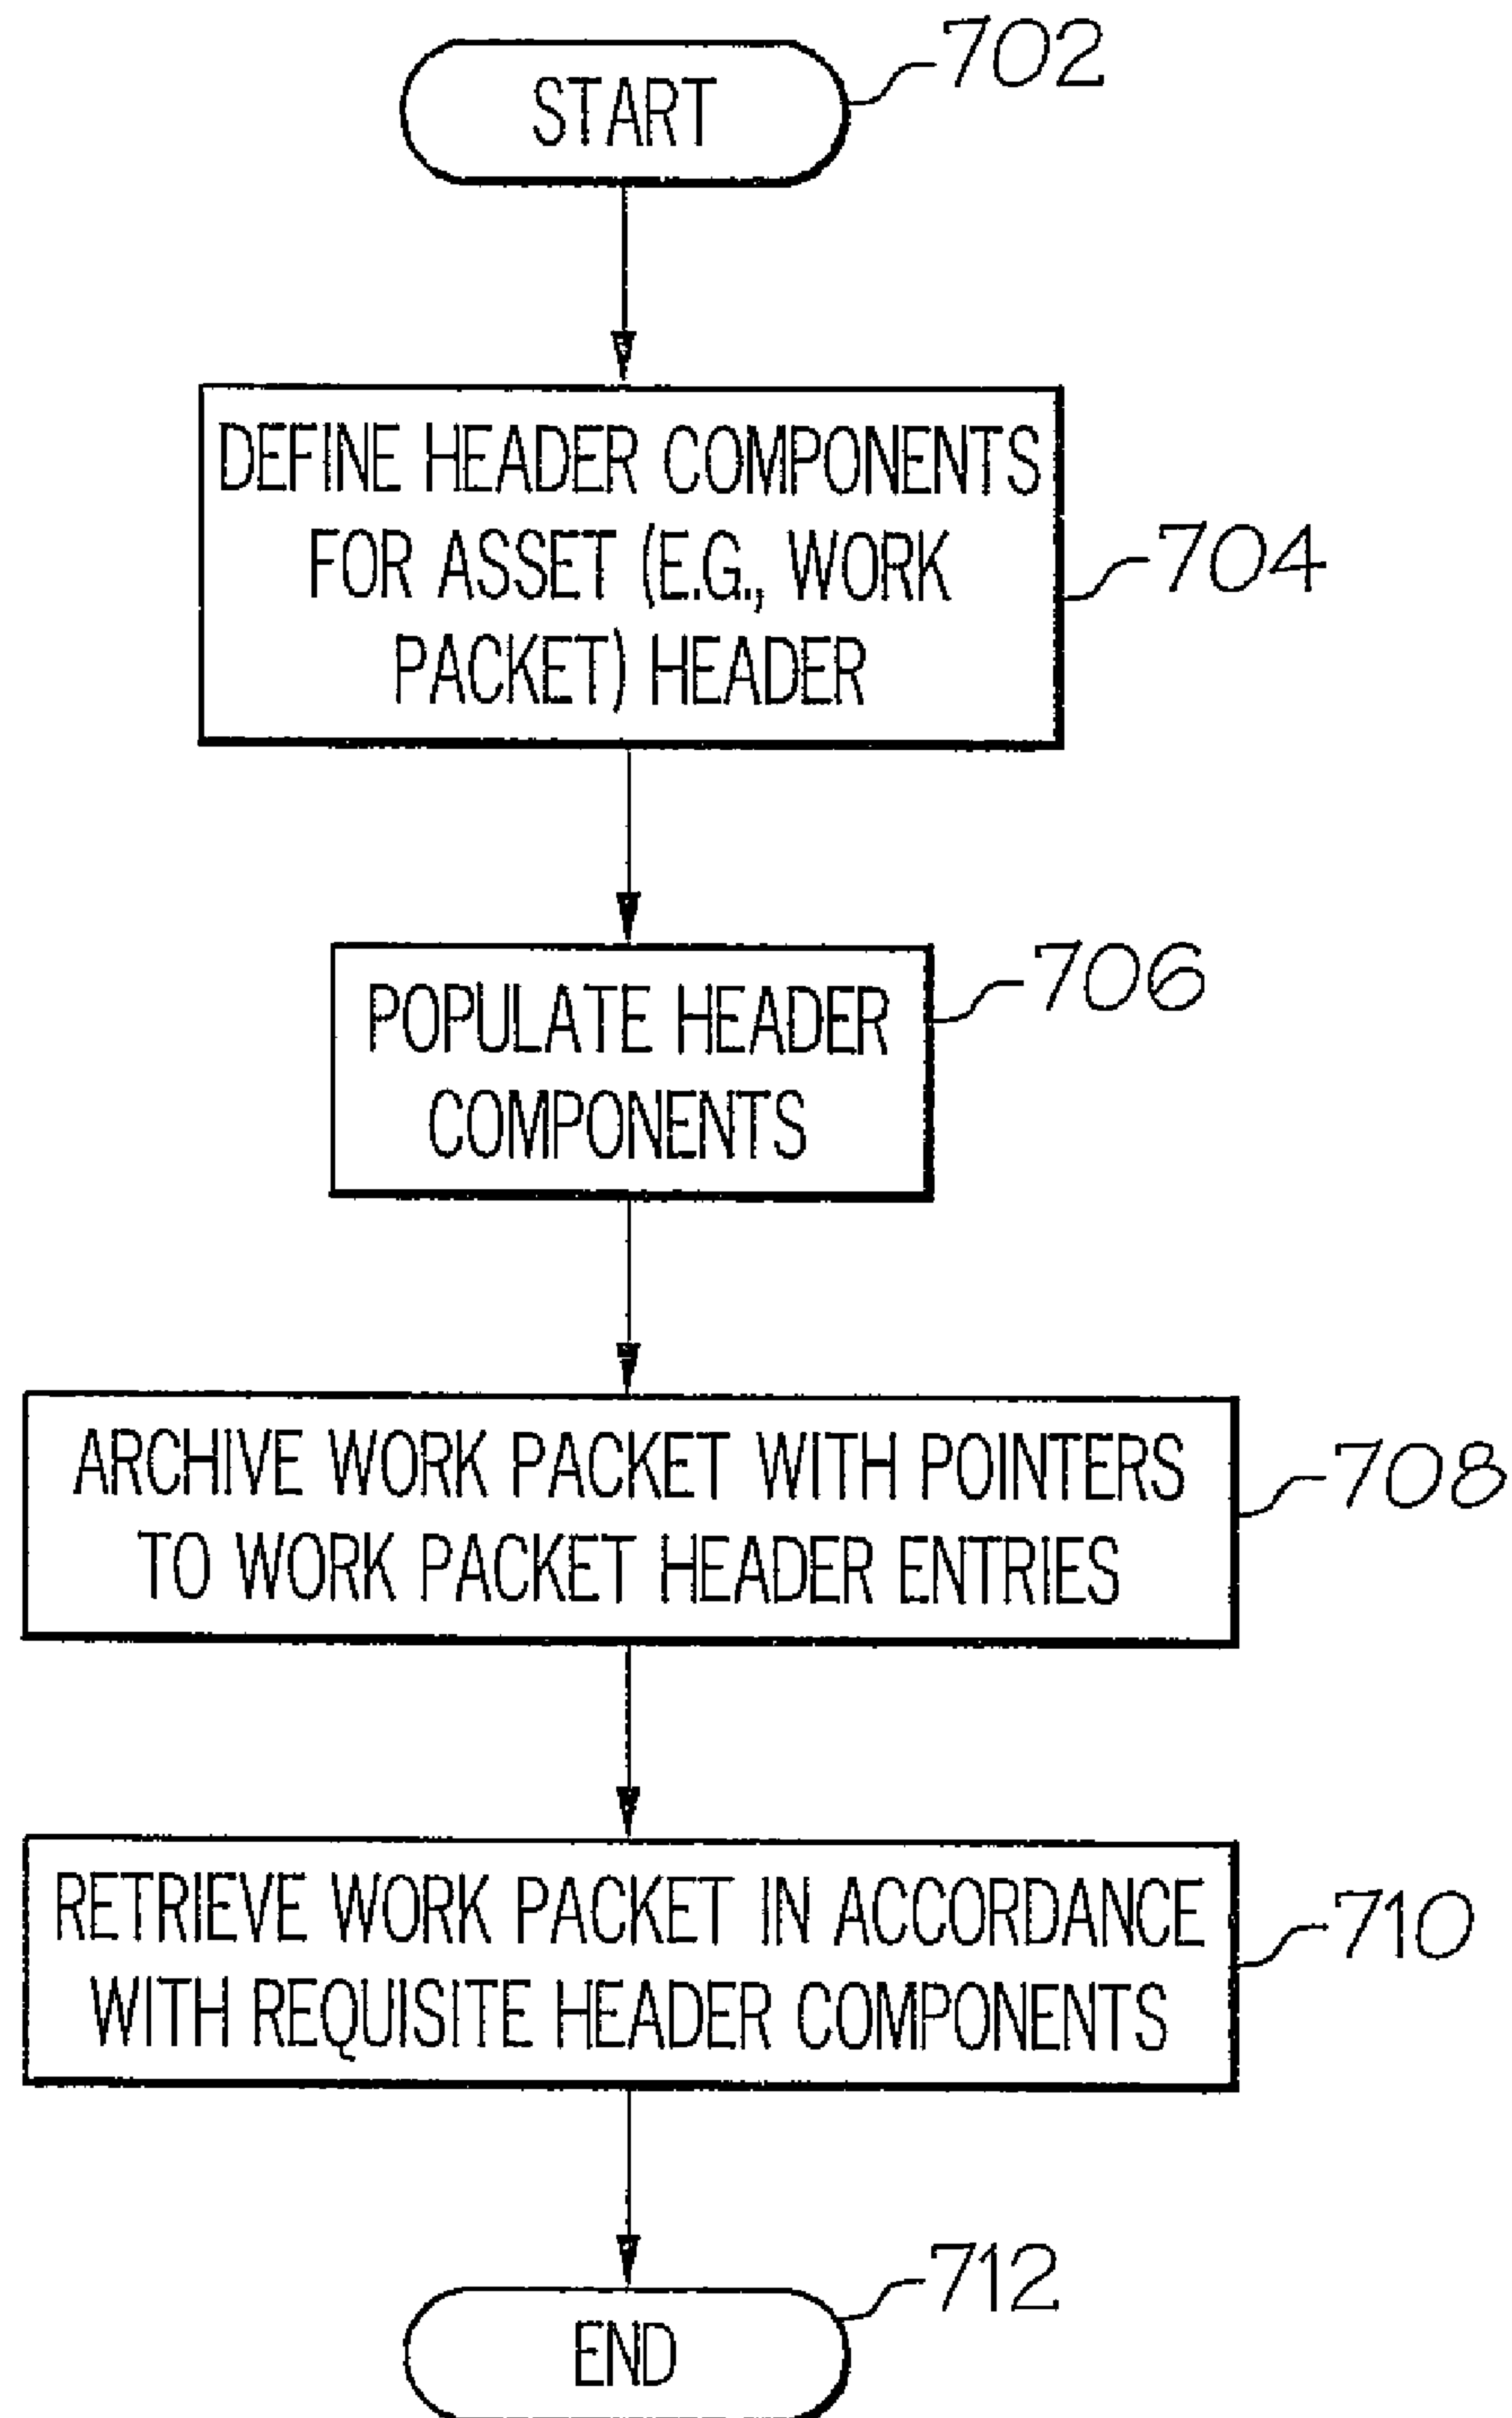 START
702
DEFINE HEADER COMPONENTS
FOR ASSET (E.G., WORK
PACKET) HEADER
704
POPULATE HEADER
COMPONENTS
706
ARCHIVE WORK PACKET WITH POINTERS
TO WORK PACKET HEADER ENTRIES
708
RETRIEVE WORK PACKET IN ACCORDANCE
WITH REQUISITE HEADER COMPONENTS
710
END
712